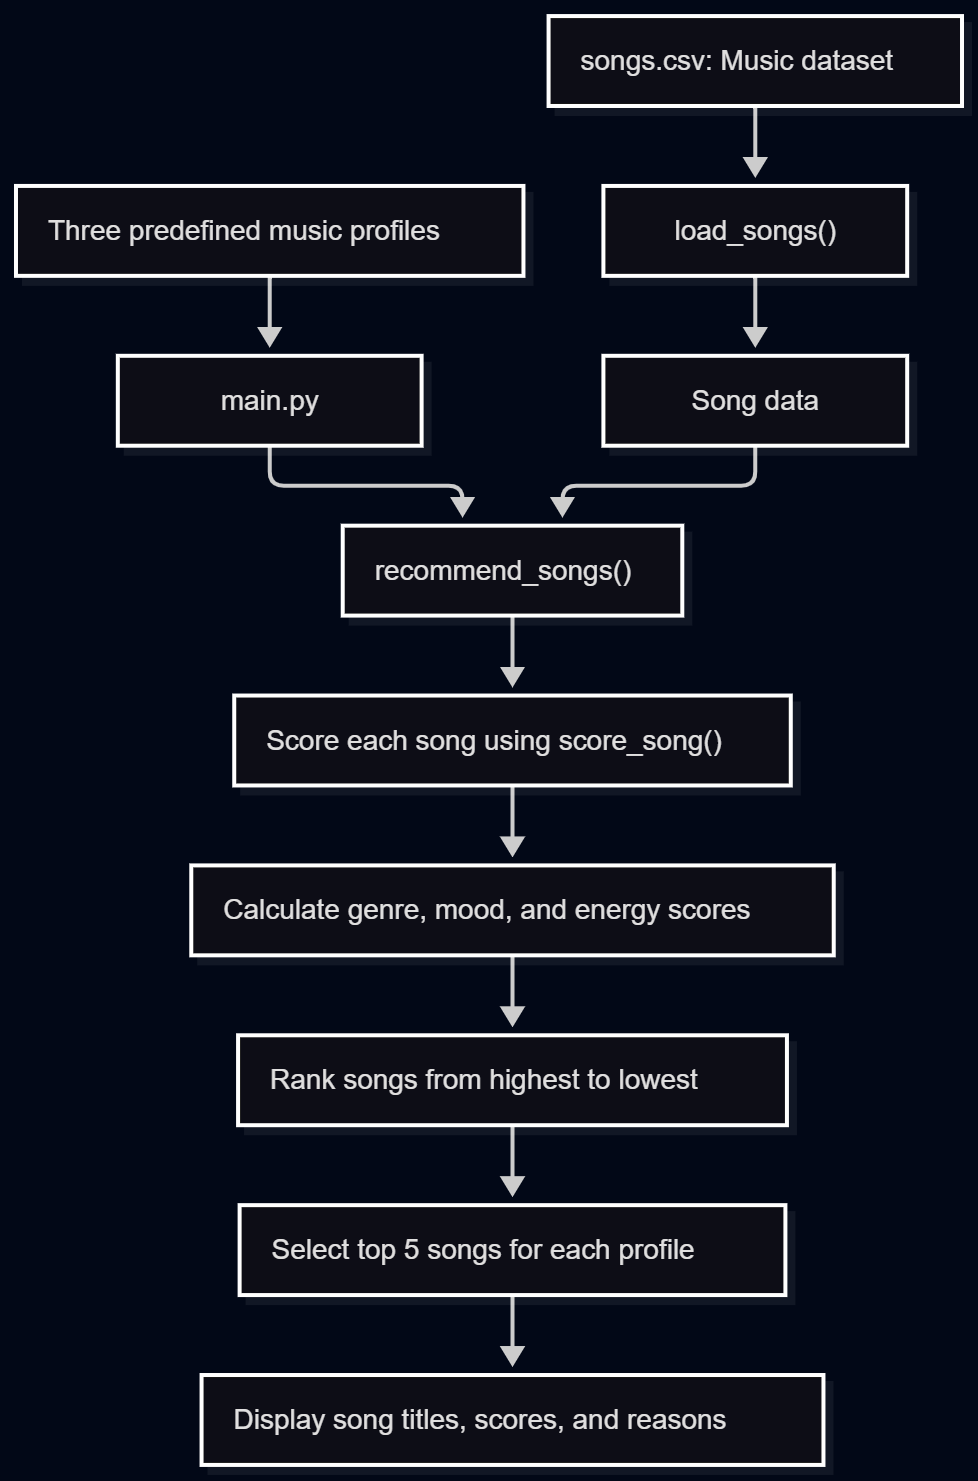 songs.csv: Music dataset
Three predefined music profiles
load_songs()
main.py
Song data
recommend_songs()
Score each song using score_song()
Calculate genre, mood, and energy scores
Rank songs from highest to lowest
Select top 5 songs for each profile
Display song titles, scores, and reasons